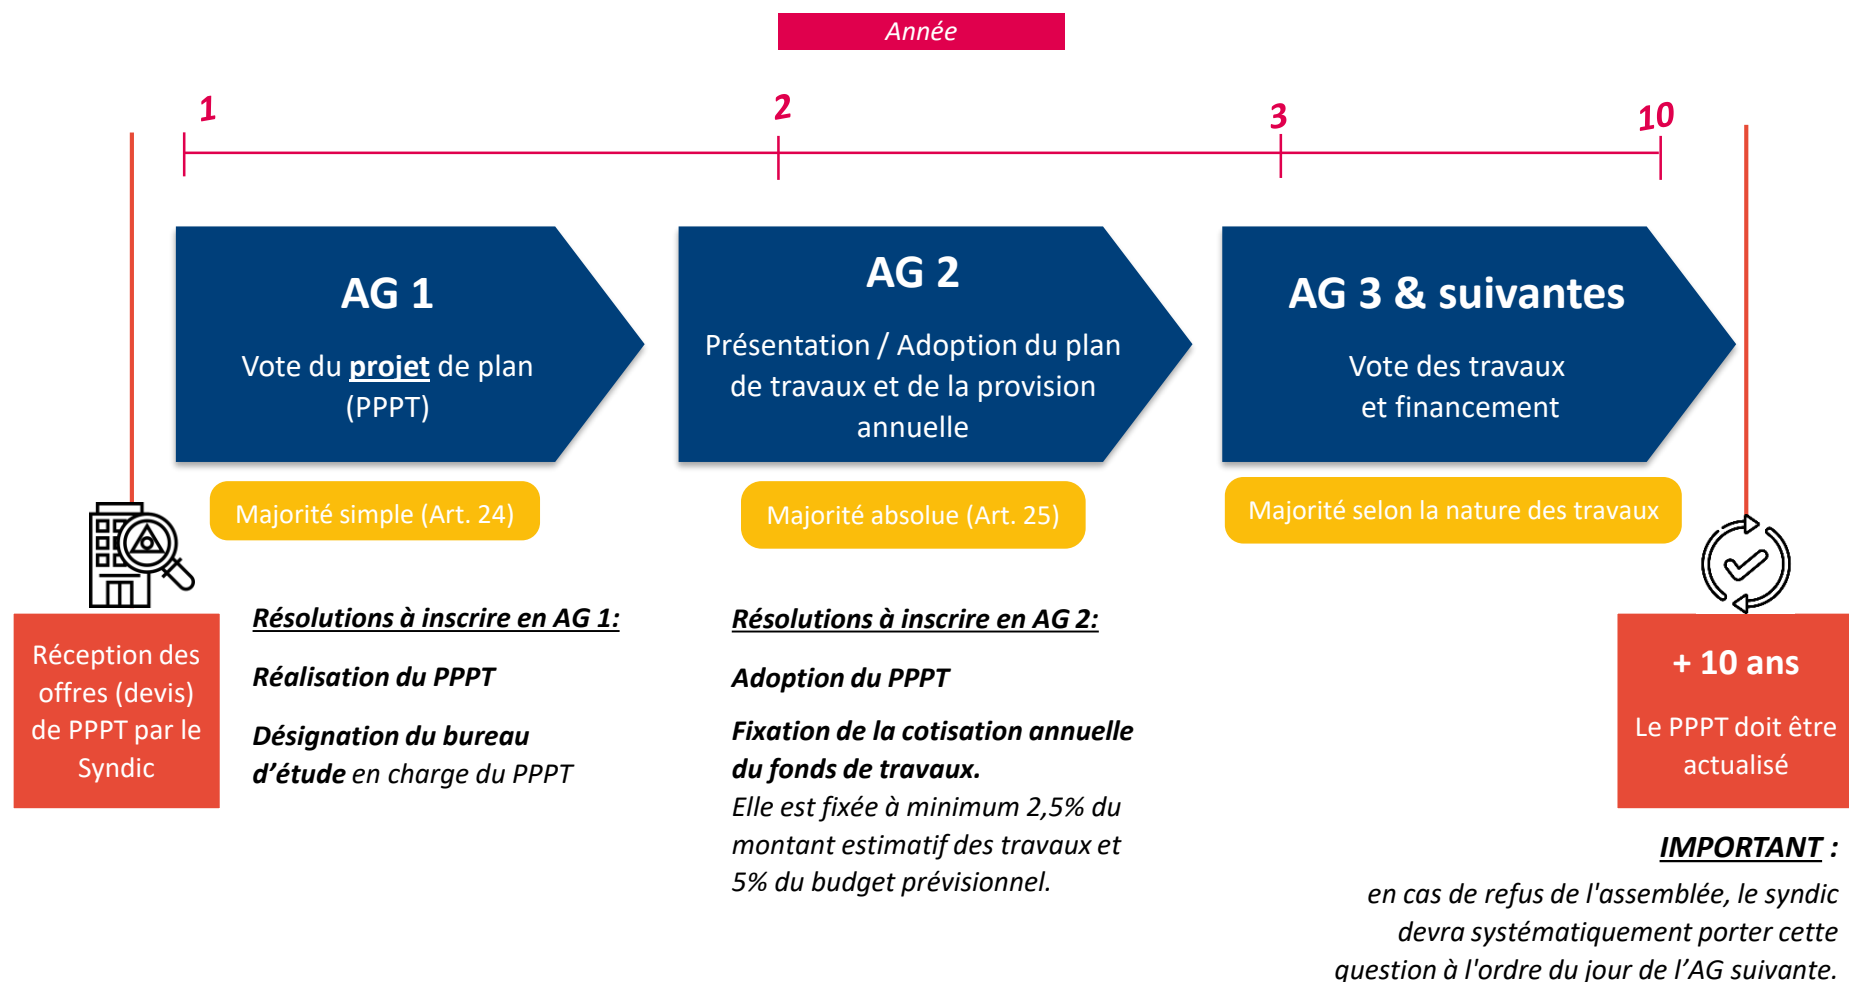 Année
1
2
3
10
AG 1
Vote du projet de plan
(PPPT)
AG 2
Présentation / Adoption du plan
de travaux et de la provision
annuelle
AG 3 & suivantes
Vote des travaux
et financement
Majorité simple (Art. 24)
Majorité absolue (Art. 25)
Majorité selon la nature des travaux
Réception des
offres (devis)
de PPPT par le
Syndic
Résolutions à inscrire en AG 1:
Réalisation du PPPT
Désignation du bureau
d’étude en charge du PPPT
Résolutions à inscrire en AG 2:
Adoption du PPPT
Fixation de la cotisation annuelle
du fonds de travaux.
Elle est fixée à minimum 2,5% du
montant estimatif des travaux et
5% du budget prévisionnel.
+ 10 ans
Le PPPT doit être
actualisé
IMPORTANT :
en cas de refus de l'assemblée, le syndic
devra systématiquement porter cette
question à l'ordre du jour de l’AG suivante.